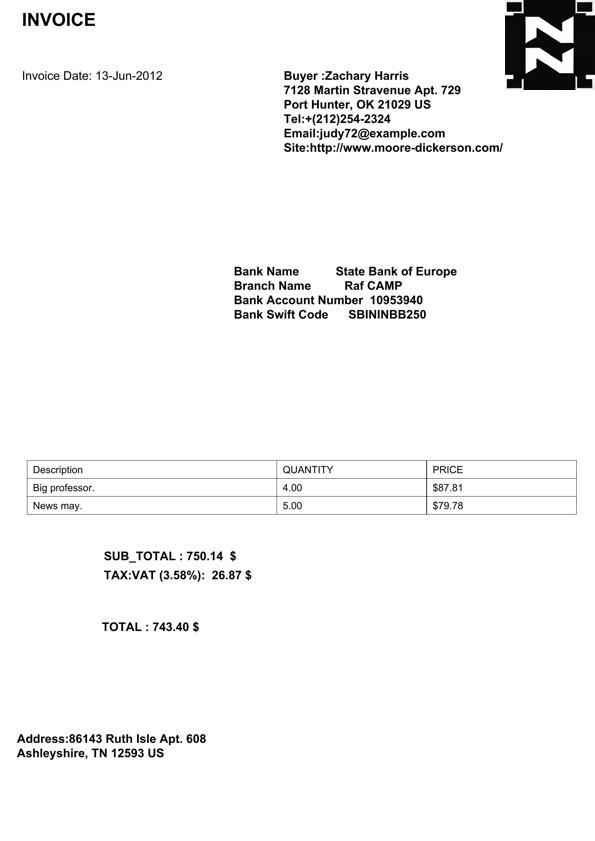 INVOICE
Invoice Date: 13-Jun-2012
Buyer :Zachary Harris
7128 Martin Stravenue Apt. 729
Port Hunter, OK 21029 US
Tel:+(212)254-2324
Email:judy72@example.com
Site:http://www.moore-dickerson.com/
Bank Name State Bank of Europe
Branch Name Raf CAMP
Bank Account Number 10953940
Bank Swift Code SBININBB250
Description QUANTITY PRICE
Big professor. 4.00 $87.81
News may. 5.00 $79.78
SUB_TOTAL : 750.14 $
TAX:VAT (3.58%): 26.87 $
TOTAL : 743.40 $
Address:86143 Ruth Isle Apt. 608
Ashleyshire, TN 12593 US